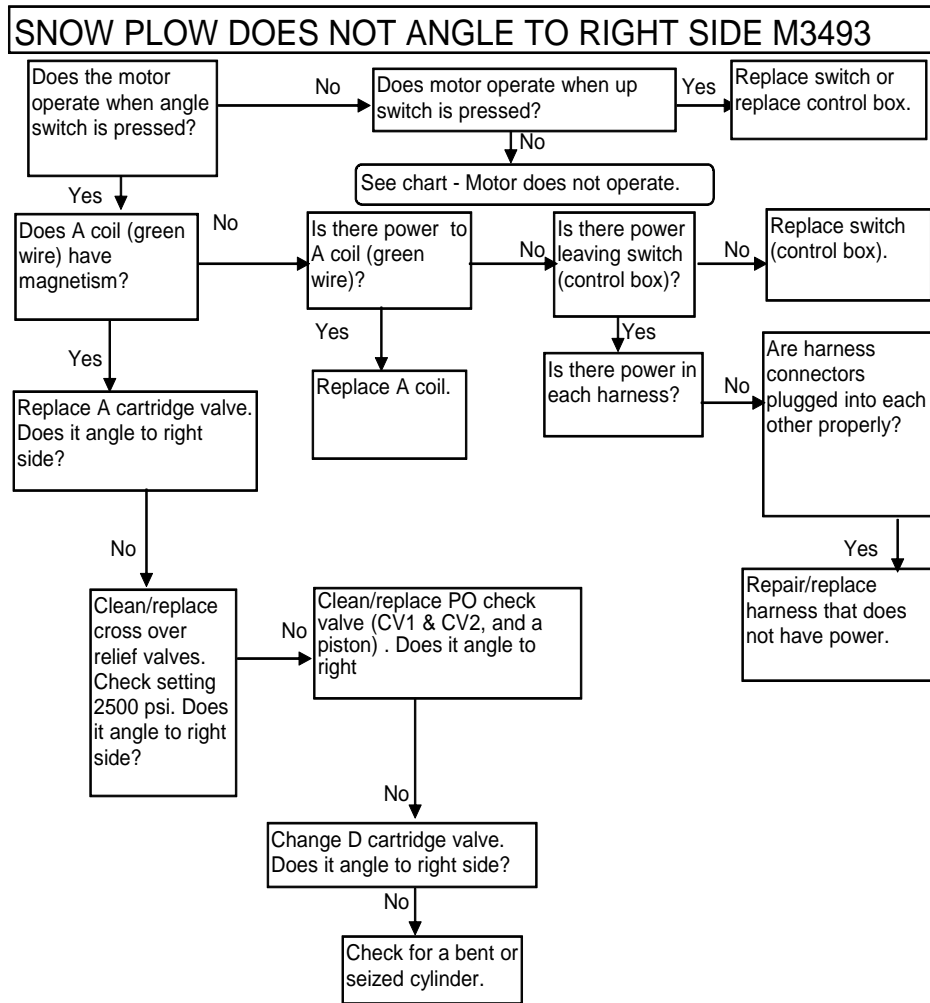 SNOW PLOW DOES NOT ANGLE TO RIGHT SIDE M3493
Does the motor
operate when angle
switch is pressed?
No
Does motor operate when up
switch is pressed?
Yes
Replace switch or
replace control box.
No
See chart - Motor does not operate.
Yes
Does A coil (green
wire) have
magnetism?
No
Is there power to
A coil (green
wire)?
No
Is there power
leaving switch
(control box)?
No
Replace switch
(control box).
Yes
Replace A coil.
Yes
Is there power in
each harness?
No
Are harness
connectors
plugged into each
other properly?
Yes
Repair/replace
harness that does
not have power.
Yes
Replace A cartridge valve.
Does it angle to right
side?
No
Clean/replace
cross over
relief valves.
Check setting
2500 psi. Does
it angle to right
side?
No
Clean/replace PO check
valve (CV1 & CV2, and a
piston) . Does it angle to
right
No
Change D cartridge valve.
Does it angle to right side?
No
Check for a bent or
seized cylinder.